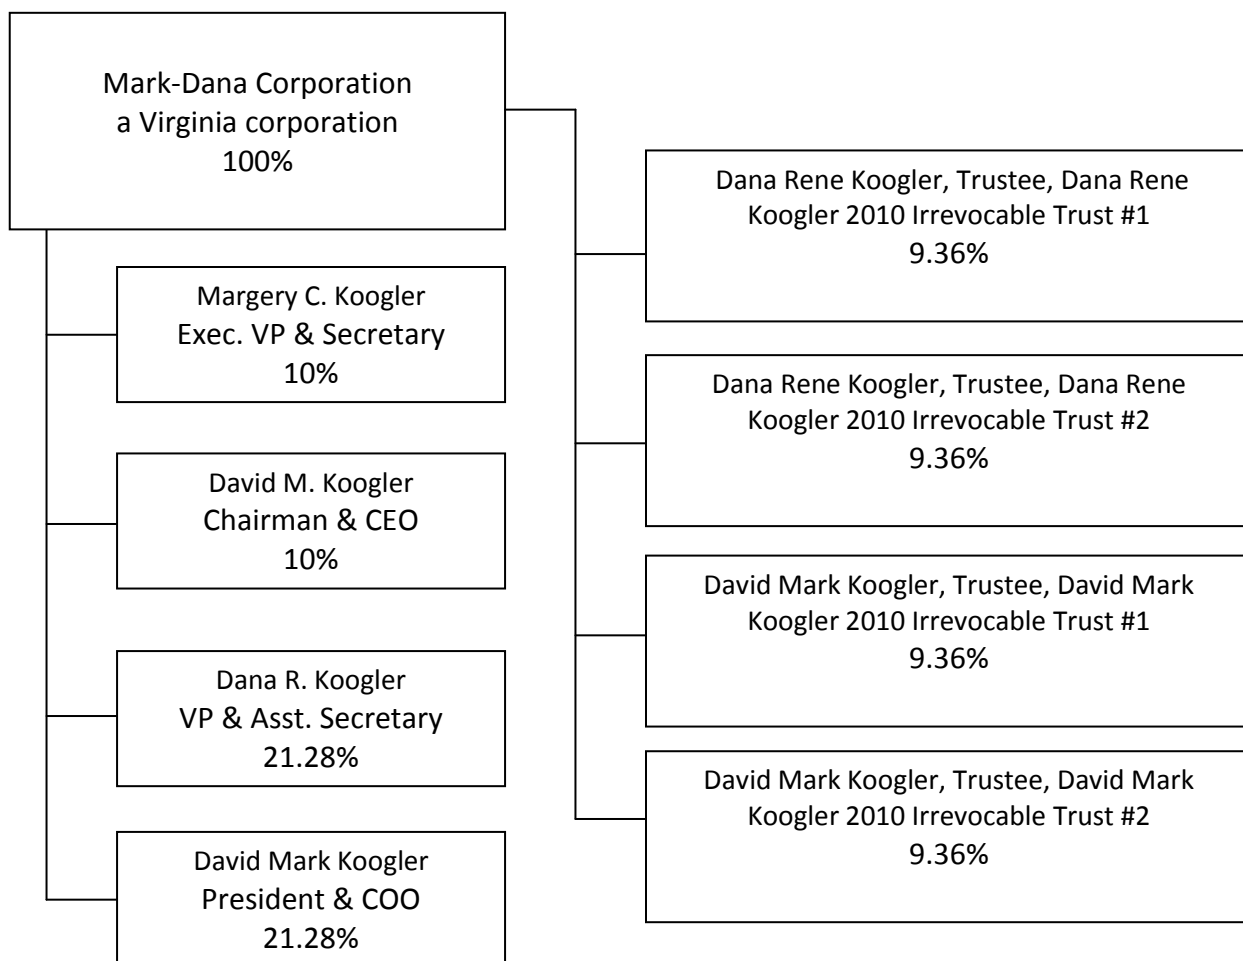 Mark-Dana Corporation
a Virginia corporation
100%
Margery C. Koogler
Exec. VP & Secretary
10%
David M. Koogler
Chairman & CEO
10%
Dana R. Koogler
VP & Asst. Secretary
21.28%
David Mark Koogler
President & COO
21.28%
Dana Rene Koogler, Trustee, Dana Rene
Koogler 2010 Irrevocable Trust #1
9.36%
Dana Rene Koogler, Trustee, Dana Rene
Koogler 2010 Irrevocable Trust #2
9.36%
David Mark Koogler, Trustee, David Mark
Koogler 2010 Irrevocable Trust #1
9.36%
David Mark Koogler, Trustee, David Mark
Koogler 2010 Irrevocable Trust #2
9.36%